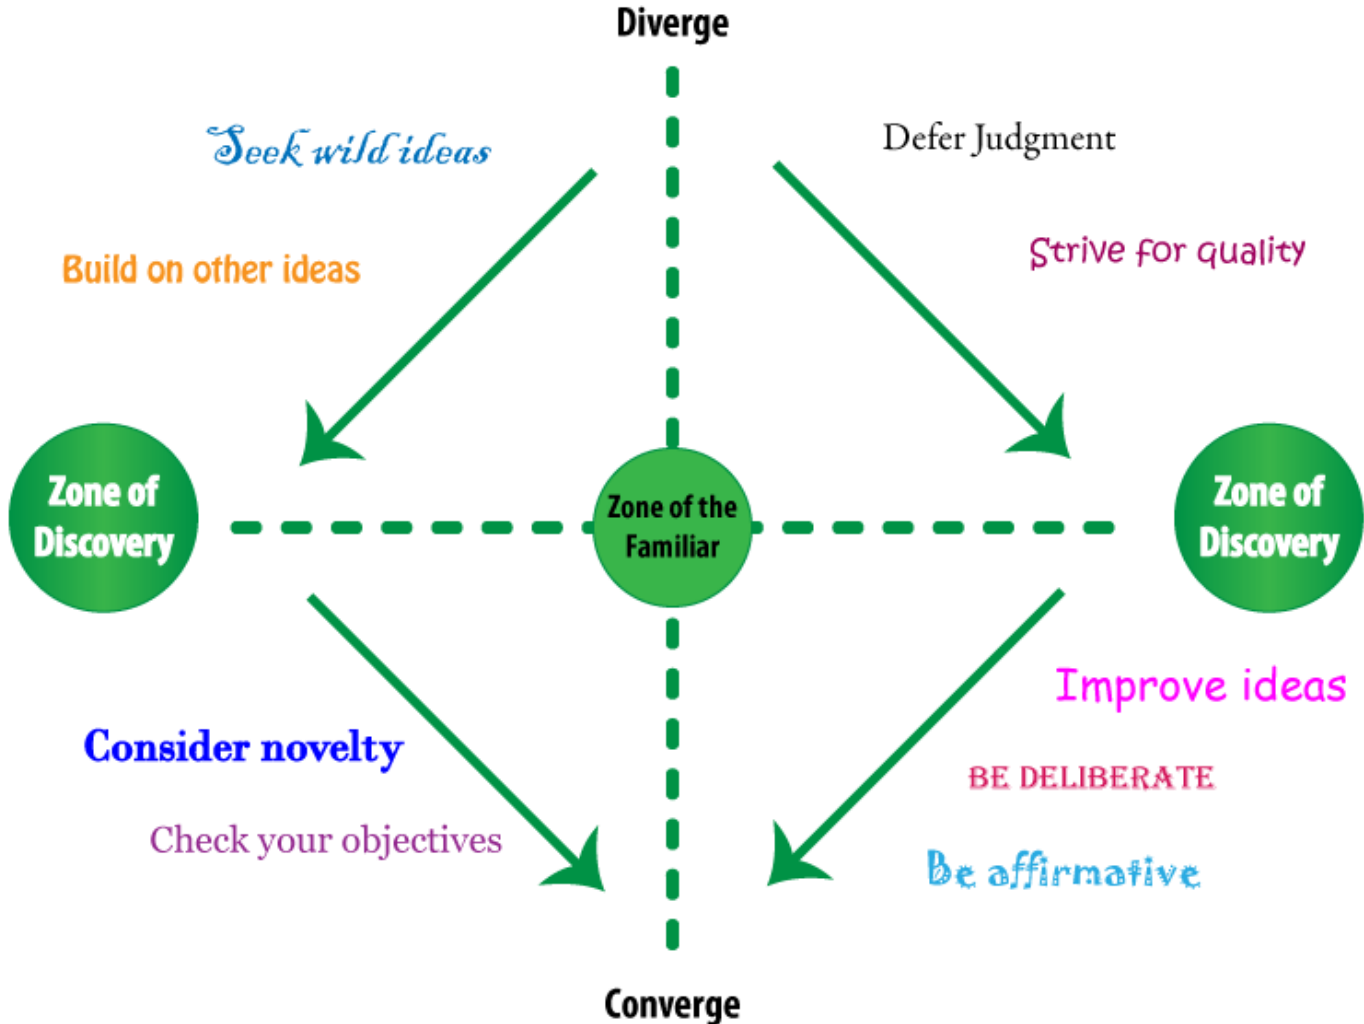 Diverge
Seek wild ideas
Defer Judgment
Strive for quality
Build on other ideas
Zone of
Discovery
Zone of the
Familiar
Zone of
Discovery
Improve ideas
Consider novelty
BE DELIBERATE
Check your objectives
Be affirmative
Converge